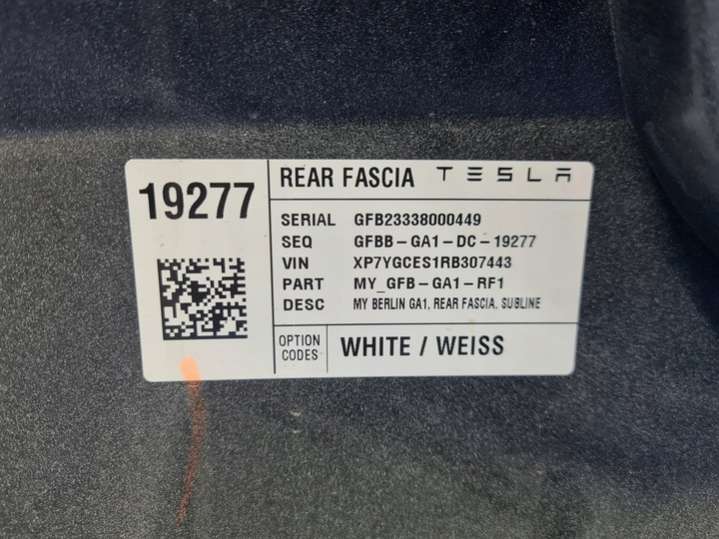 19277
REAR FASCIA TESLA
SERIAL GFB23338000449
SEQ GFBB-GA1-DC-19277
VIN XP7YGCES1RB307443
PART MY_GFB-GA1-RF1
DESC MY BERLIN GA1, REAR FASCIA, SUBLINE
OPTION CODES WHITE / WEISS